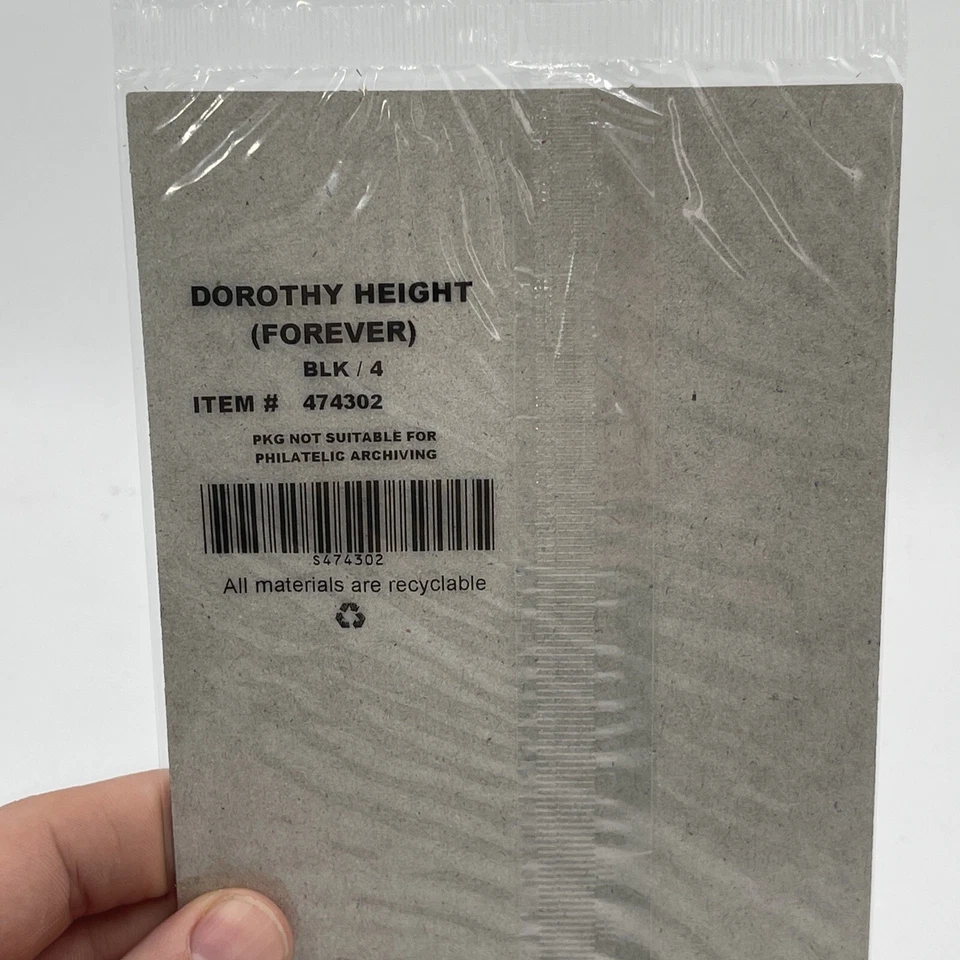 DOROTHY HEIGHT
(FOREVER)
BLK / 4
ITEM # 474302
PKG NOT SUITABLE FOR
PHILATELIC ARCHIVING
S474302
All materials are recyclable